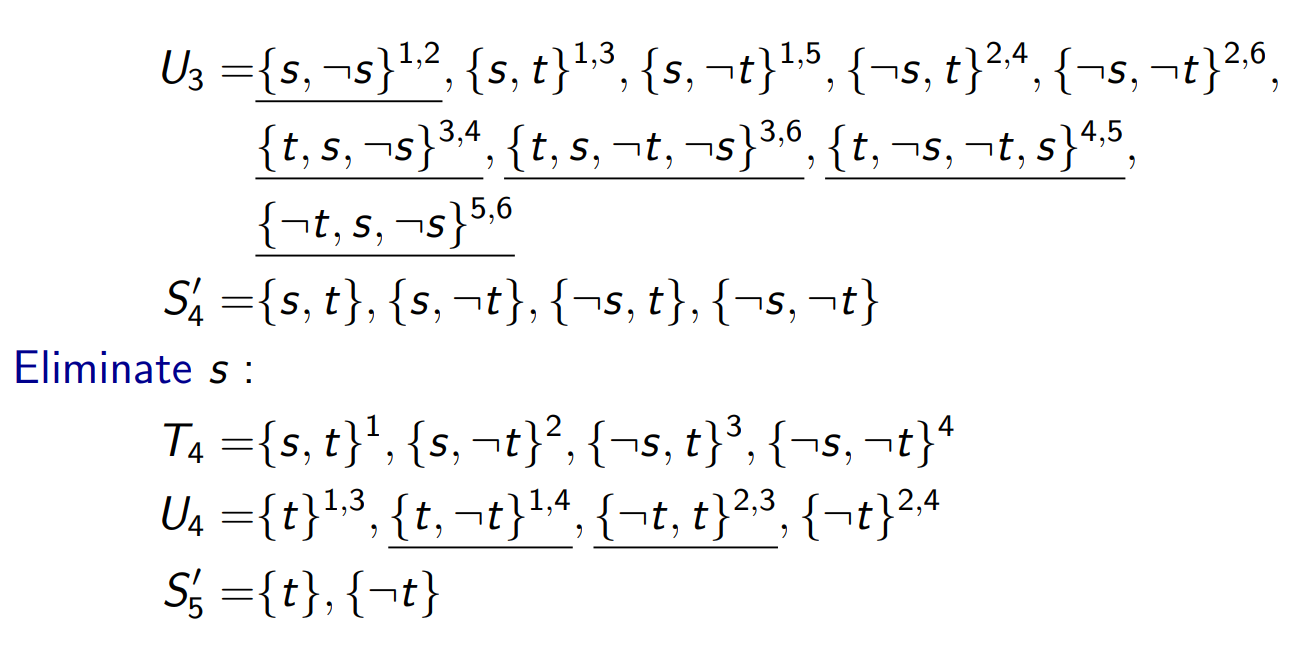 U₃ ={s, ¬s}¹,², {s, t}¹,³, {s, ¬t}¹,⁵, {¬s, t}²,⁴, {¬s, ¬t}²,⁶,
{t, s, ¬s}³,⁴, {t, s, ¬t, ¬s}³,⁶, {t, ¬s, ¬t, s}⁴,⁵,
{¬t, s, ¬s}⁵,⁶
S′₄ ={s, t}, {s, ¬t}, {¬s, t}, {¬s, ¬t}
Eliminate s :
T₄ ={s, t}¹, {s, ¬t}², {¬s, t}³, {¬s, ¬t}⁴
U₄ ={t}¹,³, {t, ¬t}¹,⁴, {¬t, t}²,³, {¬t}²,⁴
S′₅ ={t}, {¬t}